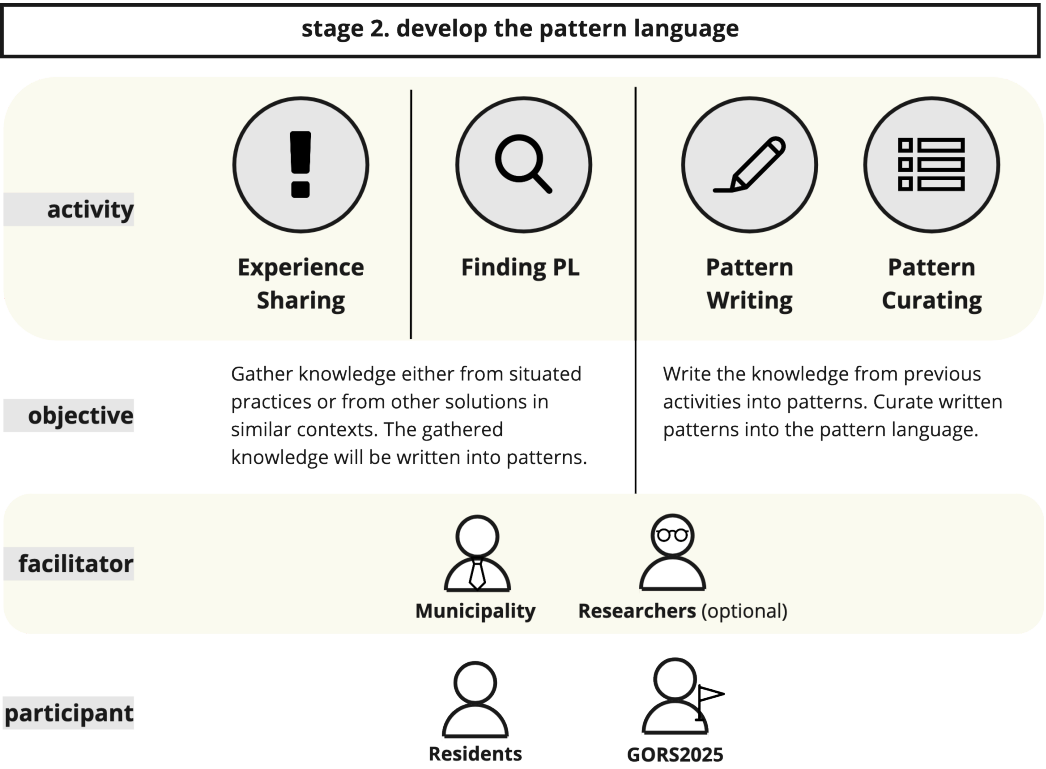 stage 2. develop the pattern language
activity
Experience
Sharing
Finding PL
Pattern
Writing
Pattern
Curating
objective
Gather knowledge either from situated
practices or from other solutions in
similar contexts. The gathered
knowledge will be written into patterns.
Write the knowledge from previous
activities into patterns. Curate written
patterns into the pattern language.
facilitator
Municipality
Researchers (optional)
participant
Residents
GORS2025